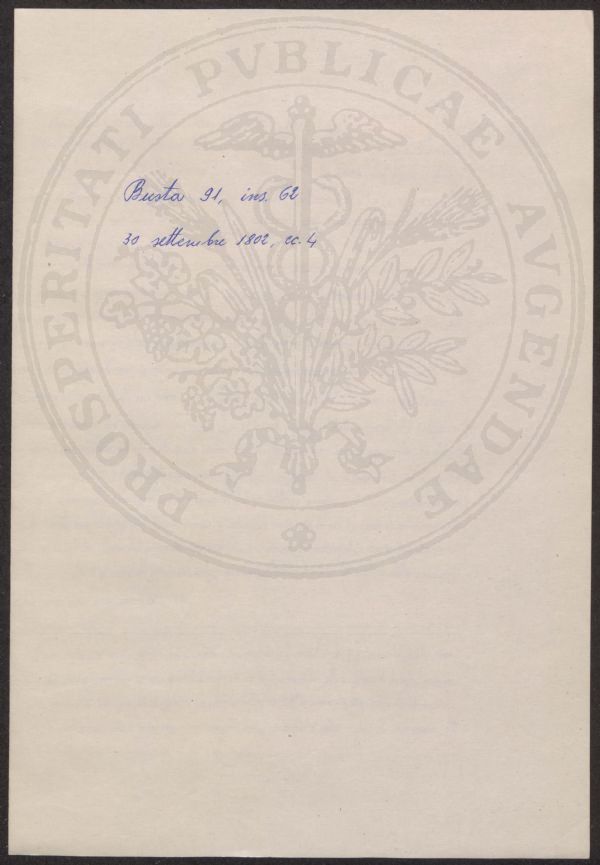 PROSPERITATI PVBLICAE AVGENDAE
Busta 91, ins. 62
30 settembre 1802, cc. 4